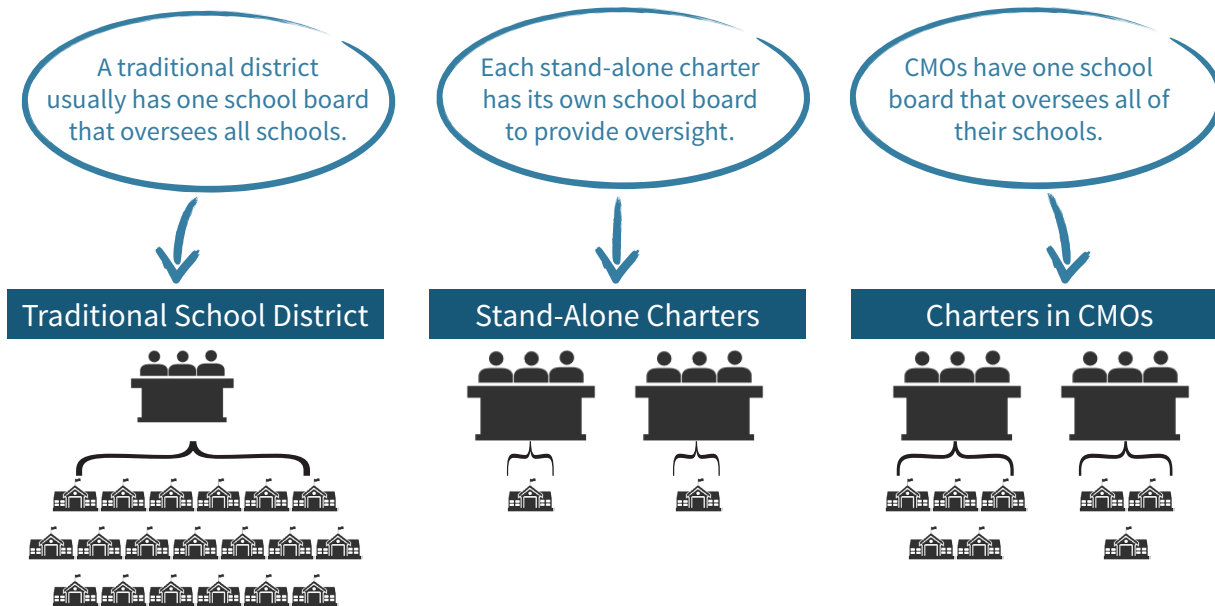 A traditional district
usually has one school board
that oversees all schools.
Each stand-alone charter
has its own school board
to provide oversight.
CMOs have one school
board that oversees all of
their schools.
Traditional School District
Stand-Alone Charters
Charters in CMOs